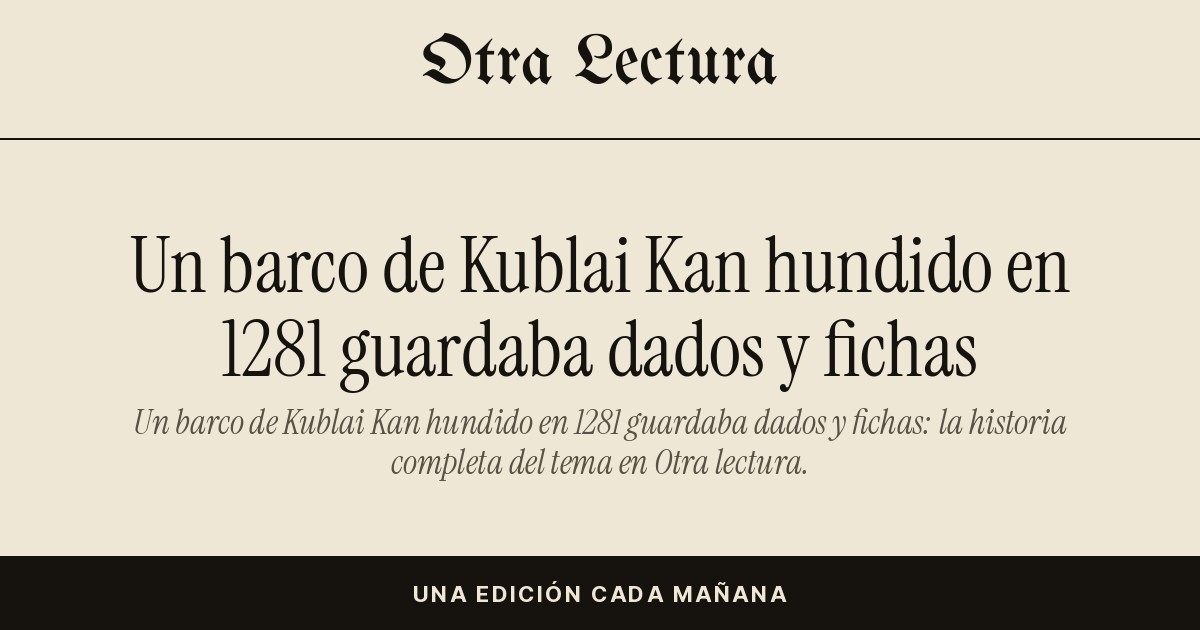 Otra Lectura
Un barco de Kublai Kan hundido en
1281 guardaba dados y fichas
Un barco de Kublai Kan hundido en 1281 guardaba dados y fichas: la historia
completa del tema en Otra lectura.
UNA EDICIÓN CADA MAÑANA